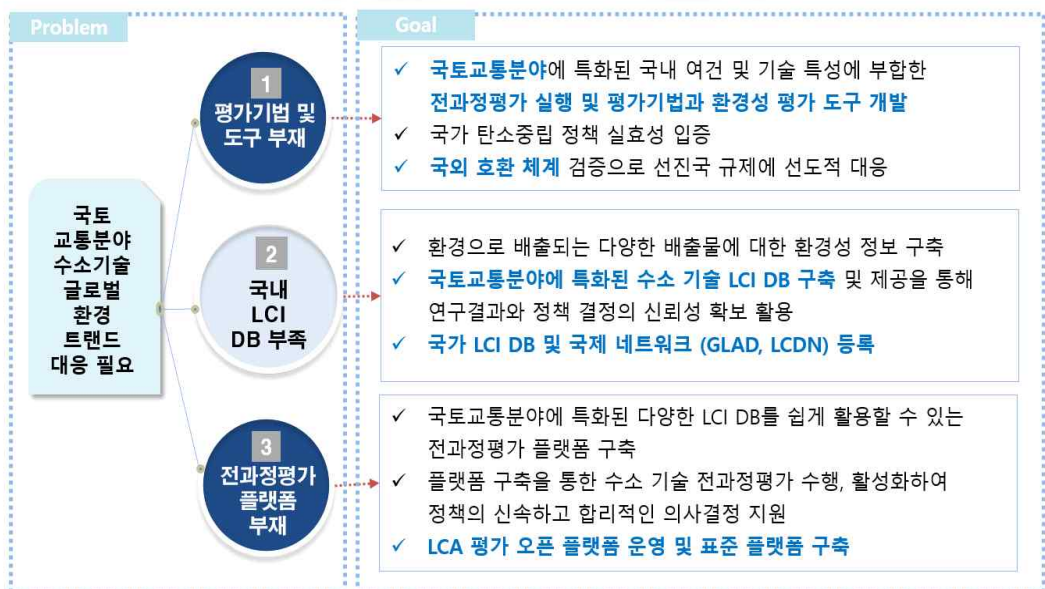 Problem
Goal
국토
교통분야
수소기술
글로벌
환경
트랜드
대응 필요
1
평가기법 및
도구 부재
✓ 국토교통분야에 특화된 국내 여건 및 기술 특성에 부합한
전과정평가 실행 및 평가기법과 환경성 평가 도구 개발
✓ 국가 탄소중립 정책 실효성 입증
✓ 국외 호환 체계 검증으로 선진국 규제에 선도적 대응
2
국내
LCI
DB 부족
✓ 환경으로 배출되는 다양한 배출물에 대한 환경성 정보 구축
✓ 국토교통분야에 특화된 수소 기술 LCI DB 구축 및 제공을 통해
연구결과와 정책 결정의 신뢰성 확보 활용
✓ 국가 LCI DB 및 국제 네트워크 (GLAD, LCDN) 등록
3
전과정평가
플랫폼
부재
✓ 국토교통분야에 특화된 다양한 LCI DB를 쉽게 활용할 수 있는
전과정평가 플랫폼 구축
✓ 플랫폼 구축을 통한 수소 기술 전과정평가 수행, 활성화하여
정책의 신속하고 합리적인 의사결정 지원
✓ LCA 평가 오픈 플랫폼 운영 및 표준 플랫폼 구축